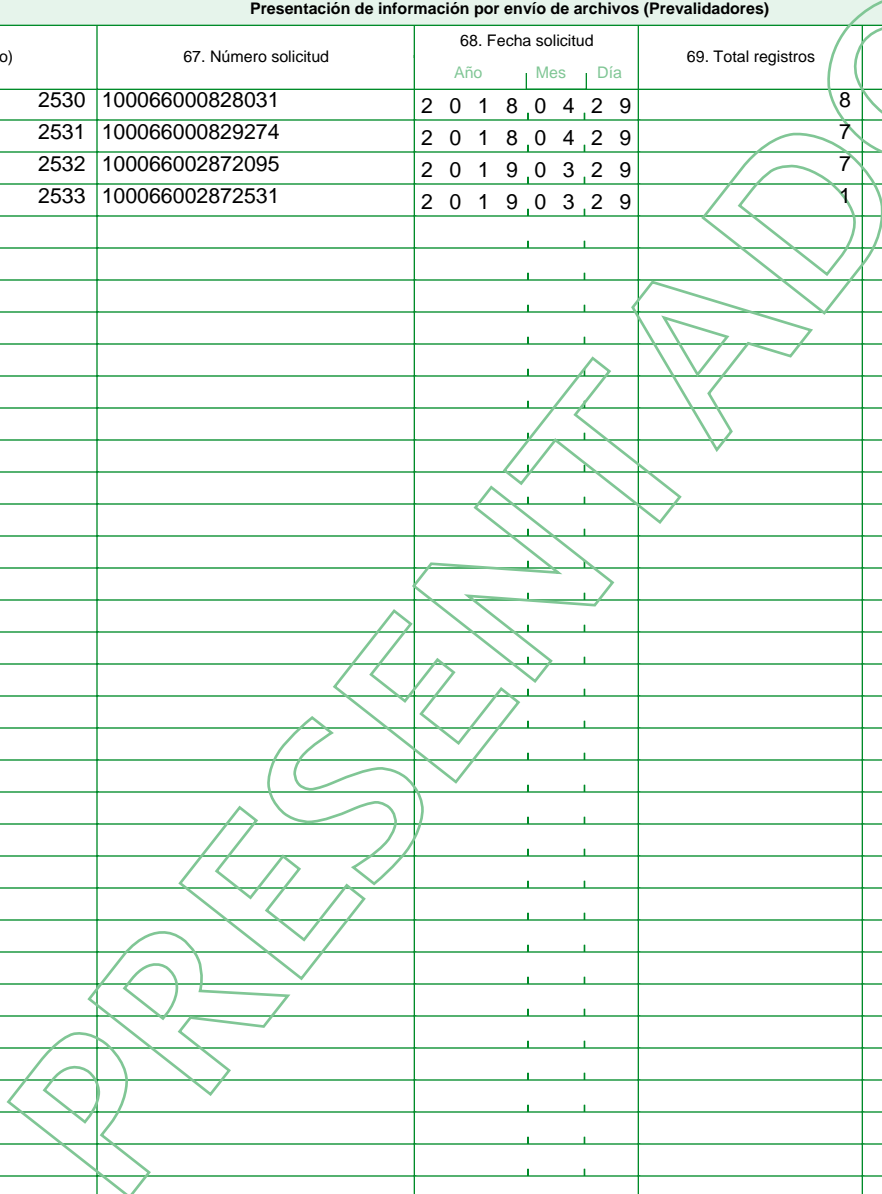 Presentación de información por envío de archivos (Prevalidadores)
o) 67. Número solicitud 68. Fecha solicitud 69. Total registros
Año Mes Día
2530 100066000828031 2 0 1 8 0 4 2 9 8
2531 100066000829274 2 0 1 8 0 4 2 9 7
2532 100066002872095 2 0 1 9 0 3 2 9 7
2533 100066002872531 2 0 1 9 0 3 2 9 1
PRESENTADO